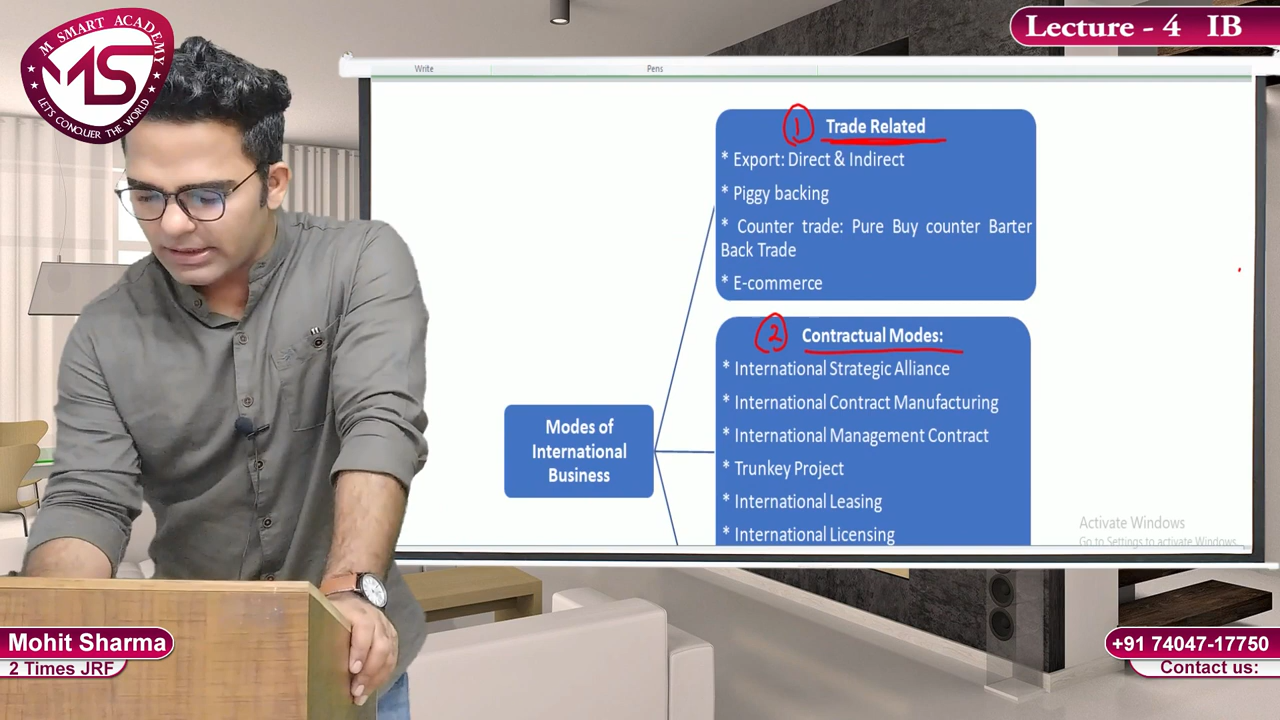 M SMART ACADEMY
MS
LET'S CONQUER THE WORLD
Lecture - 4 IB
Write
Pens
1 Trade Related
* Export: Direct & Indirect
* Piggy backing
* Counter trade: Pure Buy counter Barter
Back Trade
* E-commerce
2 Contractual Modes:
* International Strategic Alliance
* International Contract Manufacturing
* International Management Contract
* Trunkey Project
* International Leasing
* International Licensing
Modes of
International
Business
Activate Windows
Go to Settings to activate Windows.
Mohit Sharma
2 Times JRF
+91 74047-17750
Contact us: